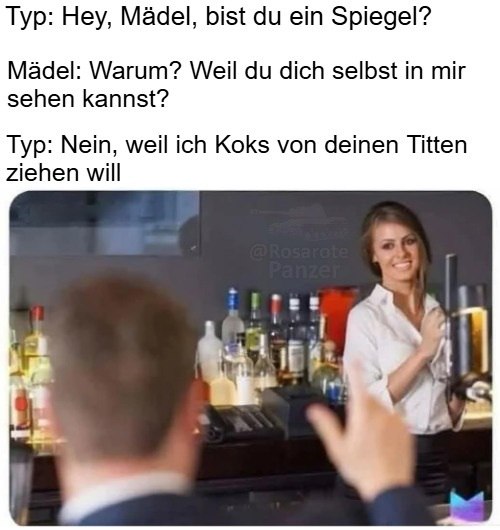 Typ: Hey, Mädel, bist du ein Spiegel?
Mädel: Warum? Weil du dich selbst in mir
sehen kannst?
Typ: Nein, weil ich Koks von deinen Titten
ziehen will
@Rosarote
Panzer